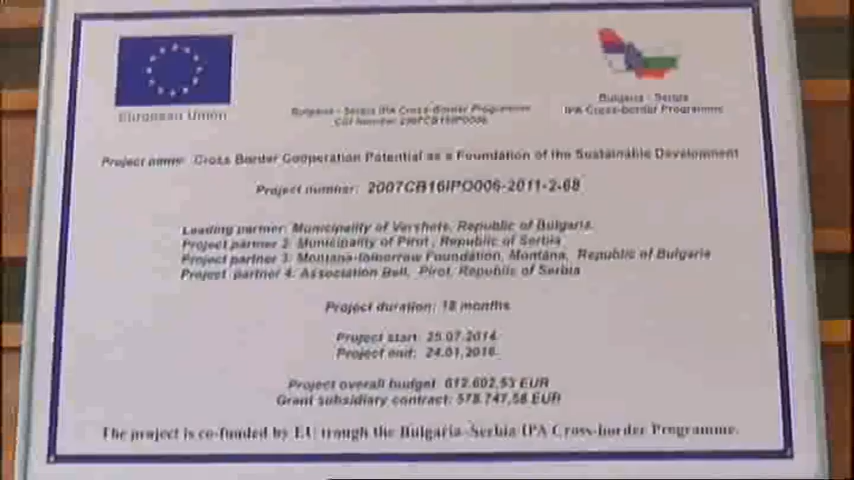 European Union
Bulgaria - Serbia IPA Cross-Border Programme
CCI Number 2007CB16IPO006
Bulgaria - Serbia
IPA Cross-border Programme
Project name: Cross Border Cooperation Potential as a Foundation of the Sustainable Development
Project number: 2007CB16IPO006-2011-2-68
Leading partner: Municipality of Varshets, Republic of Bulgaria
Project partner 2: Municipality of Pirot, Republic of Serbia
Project partner 3: Montana-tomorrow Foundation, Montana, Republic of Bulgaria
Project partner 4: Association Bell, Pirot, Republic of Serbia
Project duration: 18 months
Project start: 25.07.2014.
Project end: 24.01.2016.
Project overall budget: 612.602,53 EUR
Grant subsidiary contract: 578.747,58 EUR
The project is co-funded by EU trough the Bulgaria-Serbia IPA Cross-border Programme.